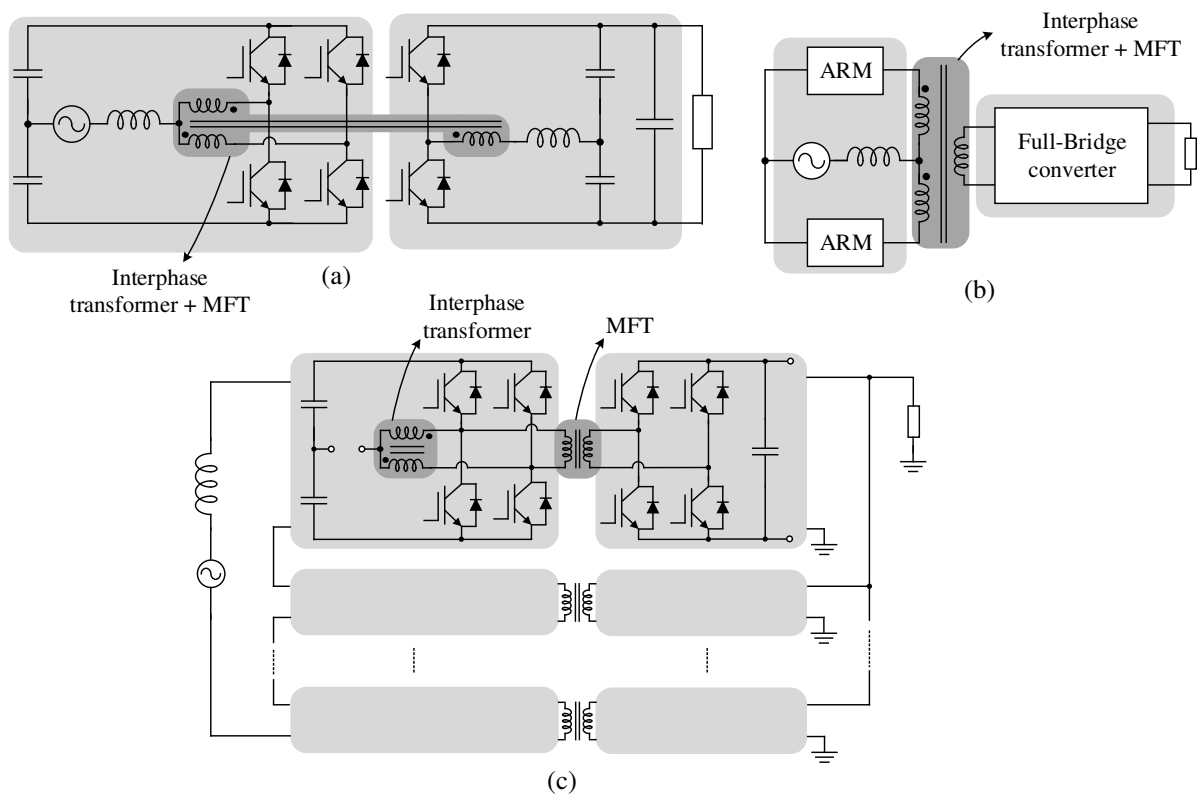 Interphase
transformer + MFT
(a)
Interphase
transformer + MFT
ARM
Full-Bridge
converter
ARM
(b)
Interphase
transformer
MFT
(c)